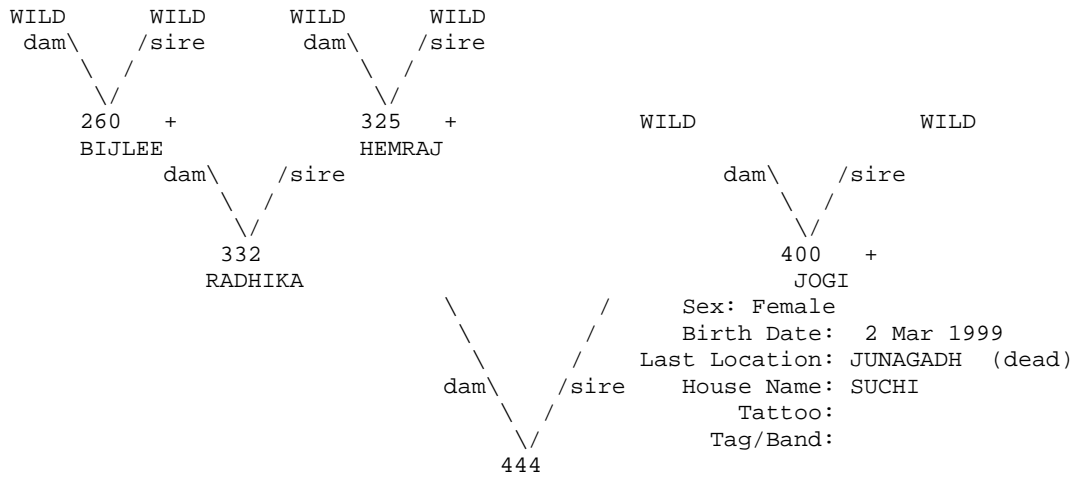 WILD WILD WILD WILD
dam\ /sire dam\ /sire
\ / \ /
\/ \/
260 + 325 + WILD WILD
BIJLEE HEMRAJ
dam\ /sire dam\ /sire
\ / \ /
\/ \/
332 400 +
RADHIKA JOGI
\ / Sex: Female
\ / Birth Date: 2 Mar 1999
\ / Last Location: JUNAGADH (dead)
dam\ /sire House Name: SUCHI
\ / Tattoo:
\/ Tag/Band:
444